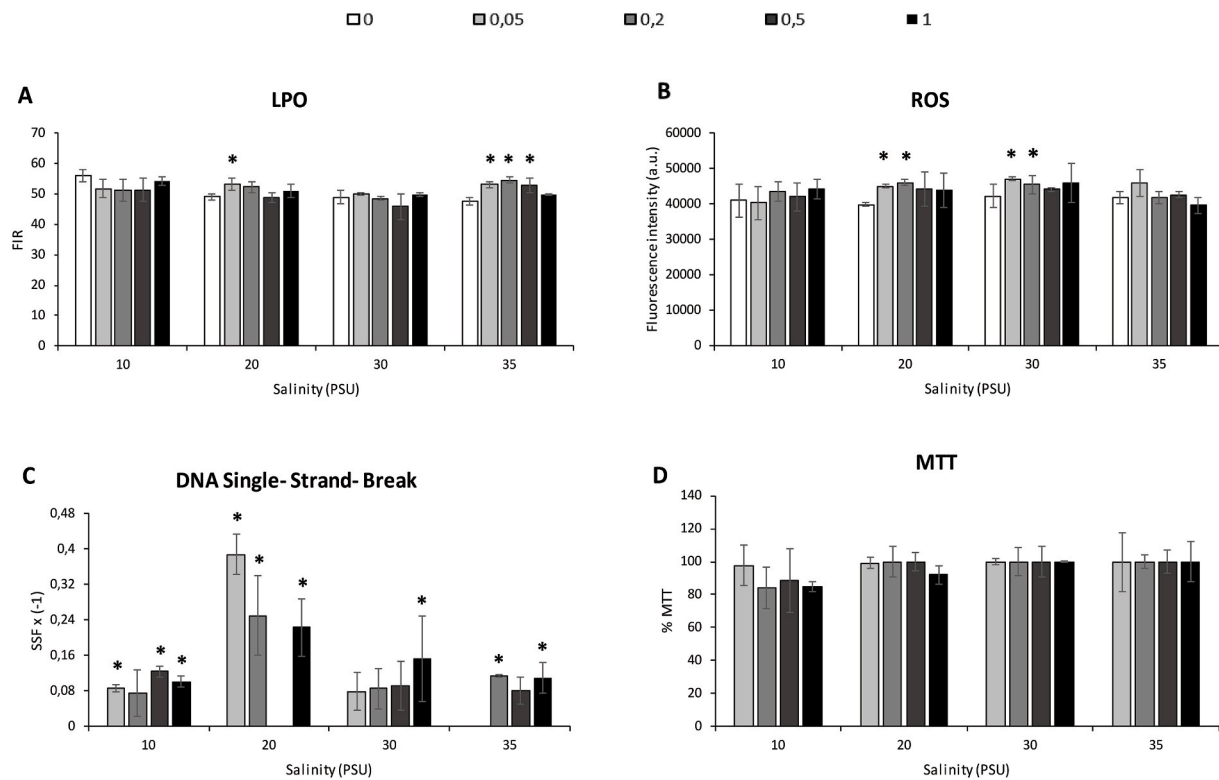 0 0,05 0,2 0,5 1
A
LPO
70
60
50
40
30
20
10
0
FIR
* * * *
10 20 30 35
Salinity (PSU)
B
ROS
60000
50000
40000
30000
20000
10000
0
Fluorescence intensity (a.u.)
* * * *
10 20 30 35
Salinity (PSU)
C
DNA Single- Strand- Break
0,48
0,4
0,32
0,24
0,16
0,08
0
SSF x (-1)
* * * * * * * * *
10 20 30 35
Salinity (PSU)
D
MTT
140
120
100
80
60
40
20
0
% MTT
10 20 30 35
Salinity (PSU)